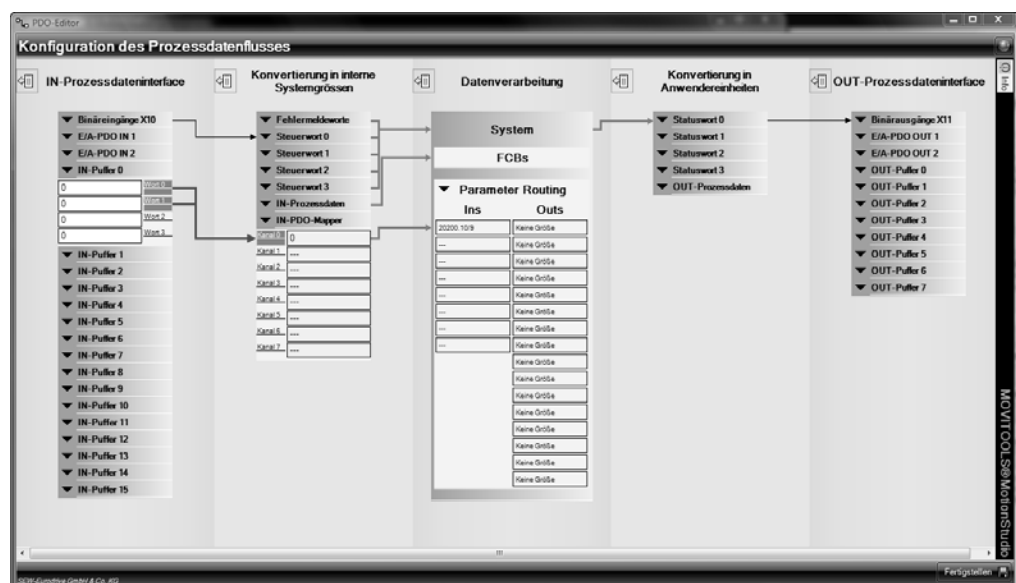 PDO-Editor
Konfiguration des Prozessdatenflusses
IN-Prozessdateninterface
Binäreingänge X10
E/A-PDO IN 1
E/A-PDO IN 2
IN-Puffer 0
0 Wort 0
0 Wort 1
0 Wort 2
0 Wort 3
IN-Puffer 1
IN-Puffer 2
IN-Puffer 3
IN-Puffer 4
IN-Puffer 5
IN-Puffer 6
IN-Puffer 7
IN-Puffer 8
IN-Puffer 9
IN-Puffer 10
IN-Puffer 11
IN-Puffer 12
IN-Puffer 13
IN-Puffer 14
IN-Puffer 15
Konvertierung in interne
Systemgrössen
Fehlermeldeworte
Steuerwort 0
Steuerwort 1
Steuerwort 2
Steuerwort 3
IN-Prozessdaten
IN-PDO-Mapper
Kanal 0 0
Kanal 1 ---
Kanal 2 ---
Kanal 3 ---
Kanal 4 ---
Kanal 5 ---
Kanal 6 ---
Kanal 7 ---
Datenverarbeitung
System
FCBs
Parameter Routing
Ins Outs
20200.10/9 Keine Größe
--- Keine Größe
--- Keine Größe
--- Keine Größe
--- Keine Größe
--- Keine Größe
--- Keine Größe
--- Keine Größe
Keine Größe
Keine Größe
Keine Größe
Keine Größe
Keine Größe
Keine Größe
Keine Größe
Keine Größe
Konvertierung in
Anwendereinheiten
Statuswort 0
Statuswort 1
Statuswort 2
Statuswort 3
OUT-Prozessdaten
OUT-Prozessdateninterface
Binärausgänge X11
E/A-PDO OUT 1
E/A-PDO OUT 2
OUT-Puffer 0
OUT-Puffer 1
OUT-Puffer 2
OUT-Puffer 3
OUT-Puffer 4
OUT-Puffer 5
OUT-Puffer 6
OUT-Puffer 7
Info
MOVITOOLS®MotionStudio
Fertigstellen
SEW-Eurodrive GmbH & Co. KG